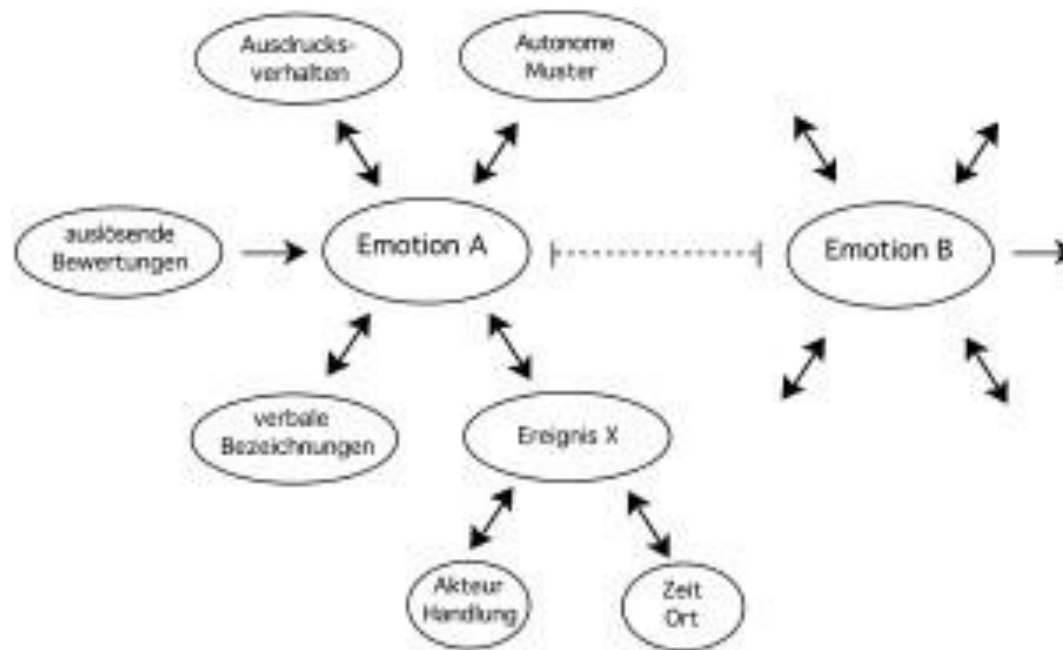 Ausdrucks-
verhalten
Autonome
Muster
auslösende
Bewertungen
Emotion A
Emotion B
verbale
Bezeichnungen
Ereignis X
Akteur
Handlung
Zeit
Ort